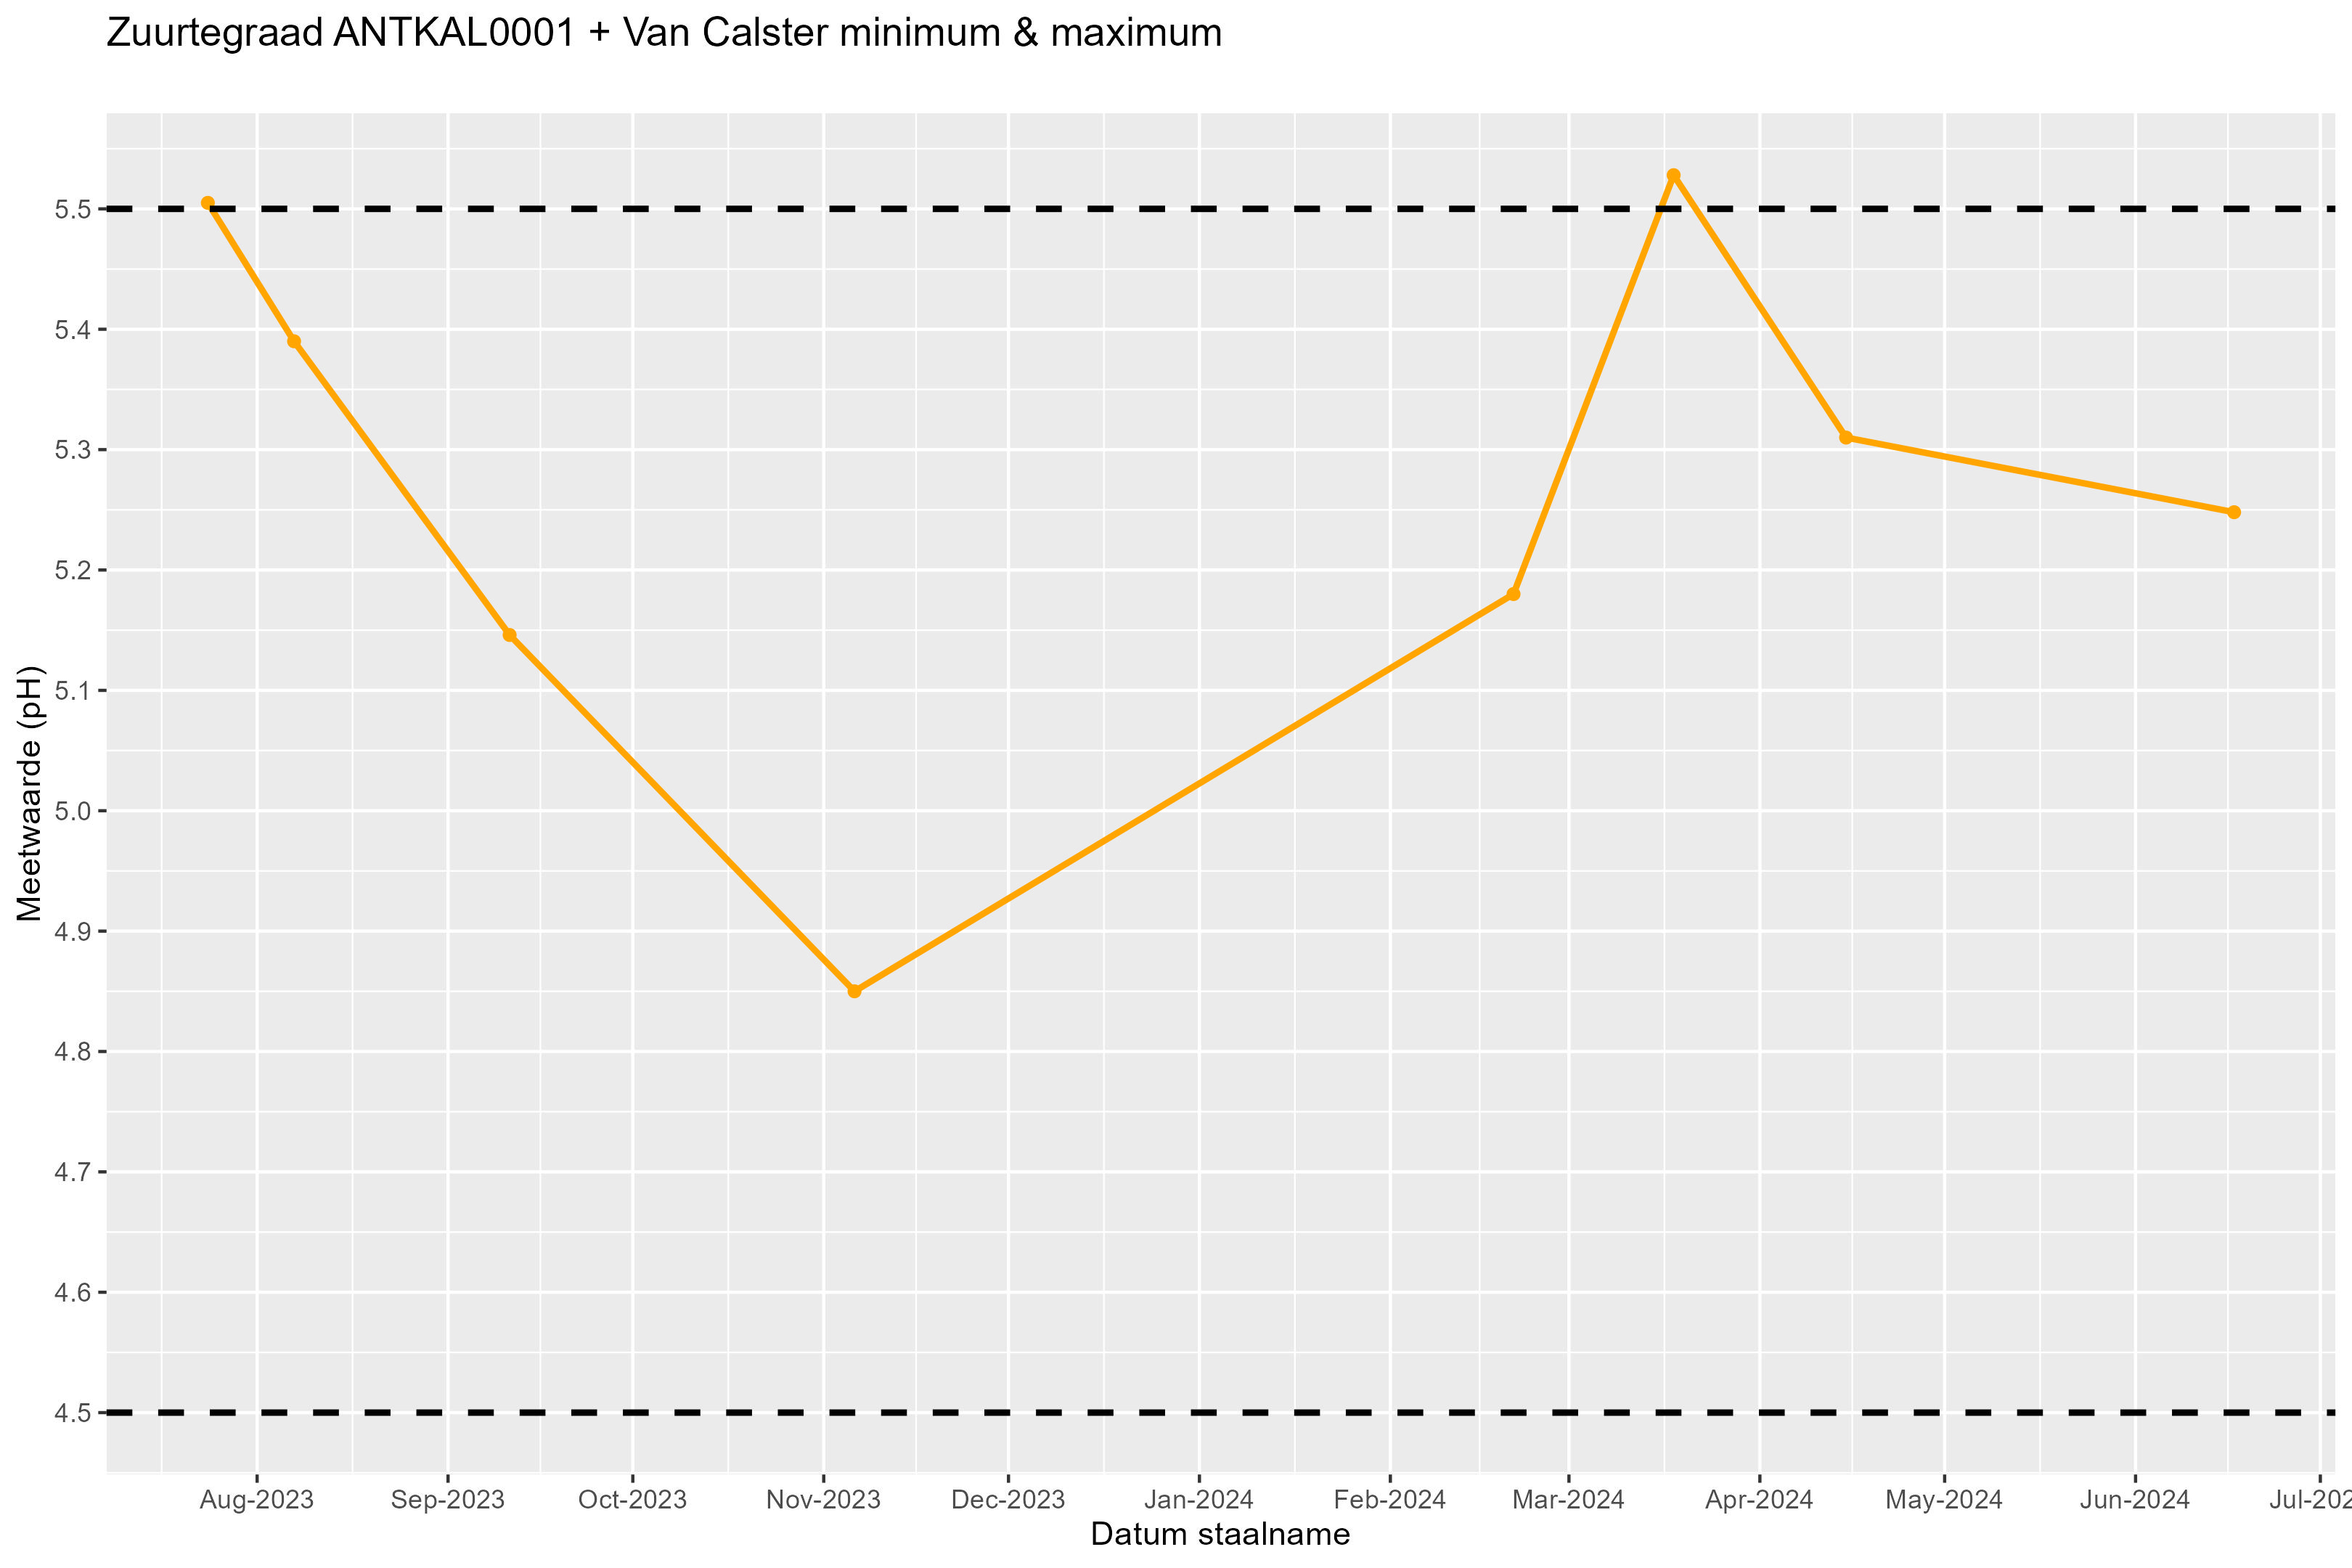 Zuurtegraad ANTKAL0001 + Van Calster minimum & maximum
Meetwaarde (pH)
5.5
5.4
5.3
5.2
5.1
5.0
4.9
4.8
4.7
4.6
4.5
Aug-2023 Sep-2023 Oct-2023 Nov-2023 Dec-2023 Jan-2024 Feb-2024 Mar-2024 Apr-2024 May-2024 Jun-2024 Jul-202
Datum staalname